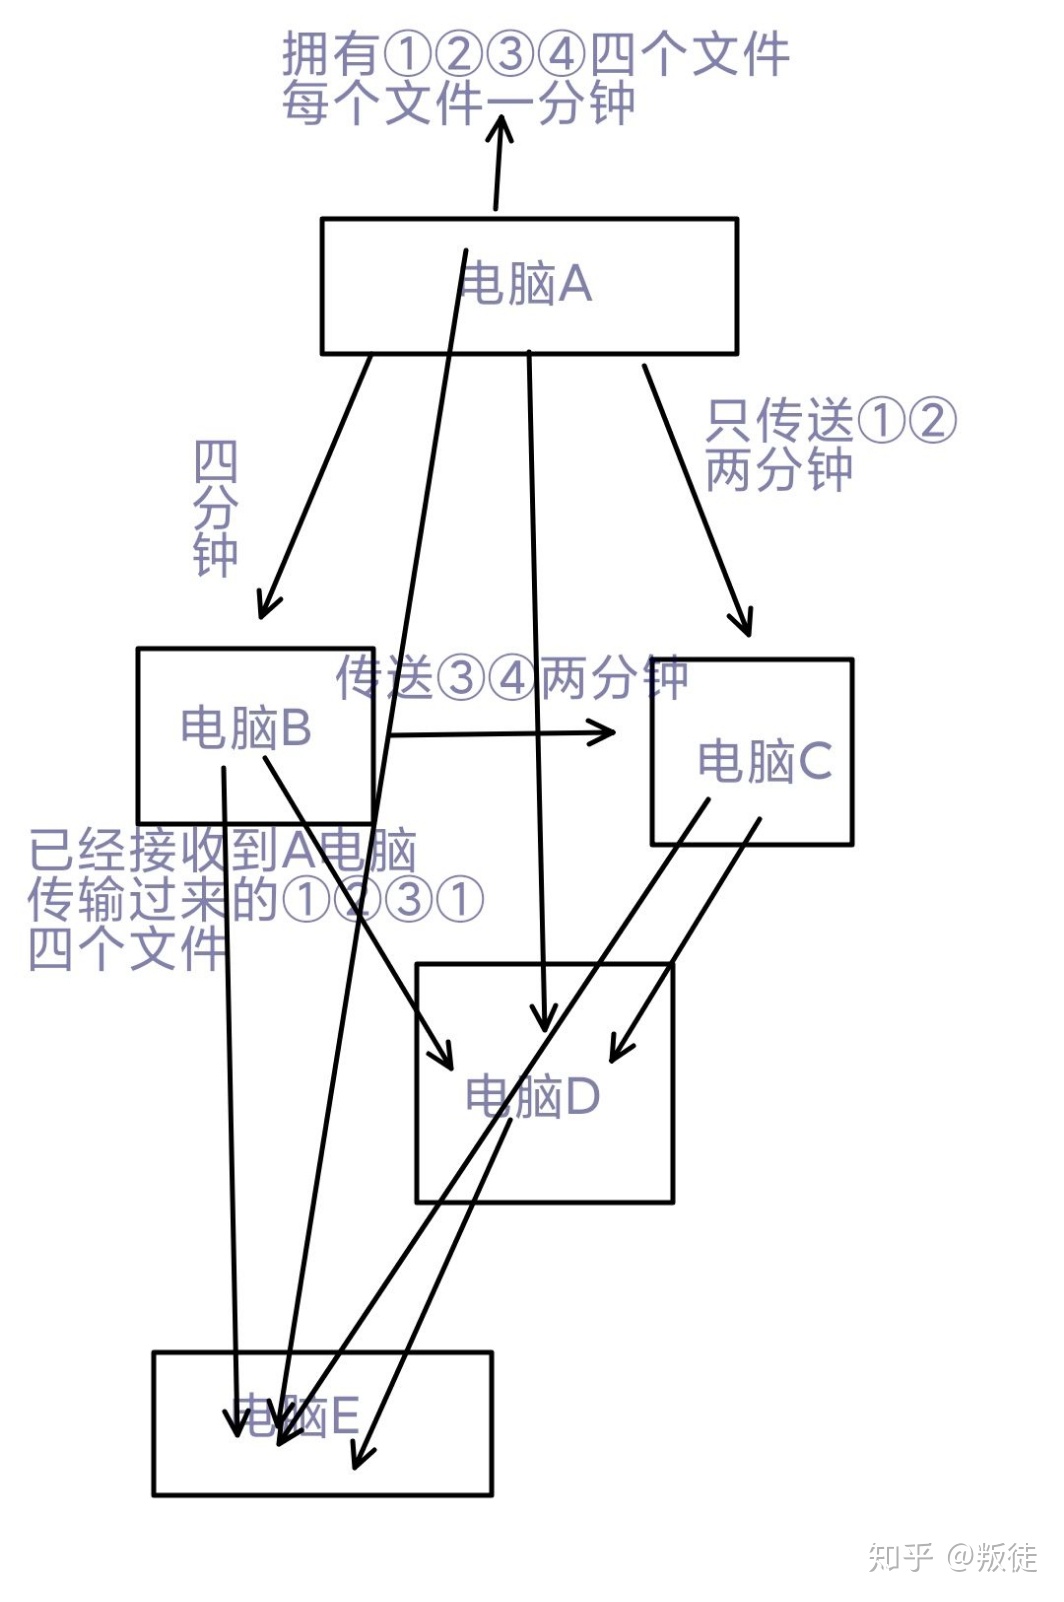 拥有①②③④四个文件
每个文件一分钟
电脑A
只传送①②
两分钟
四分钟
传送③④两分钟
电脑B
电脑C
已经接收到A电脑
传输过来的①②③①
四个文件
电脑D
电脑E
知乎 @叛徒